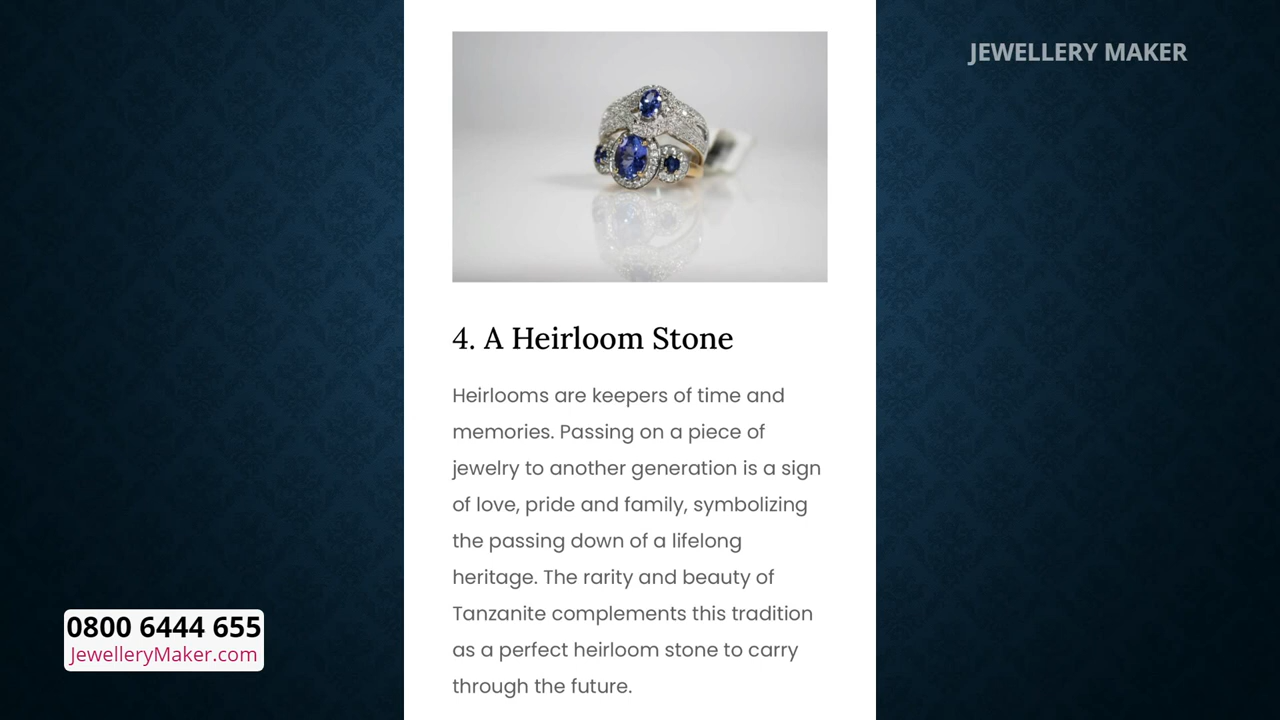 JEWELLERY MAKER
4. A Heirloom Stone
Heirlooms are keepers of time and
memories. Passing on a piece of
jewelry to another generation is a sign
of love, pride and family, symbolizing
the passing down of a lifelong
heritage. The rarity and beauty of
Tanzanite complements this tradition
as a perfect heirloom stone to carry
through the future.
0800 6444 655
JewelleryMaker.com